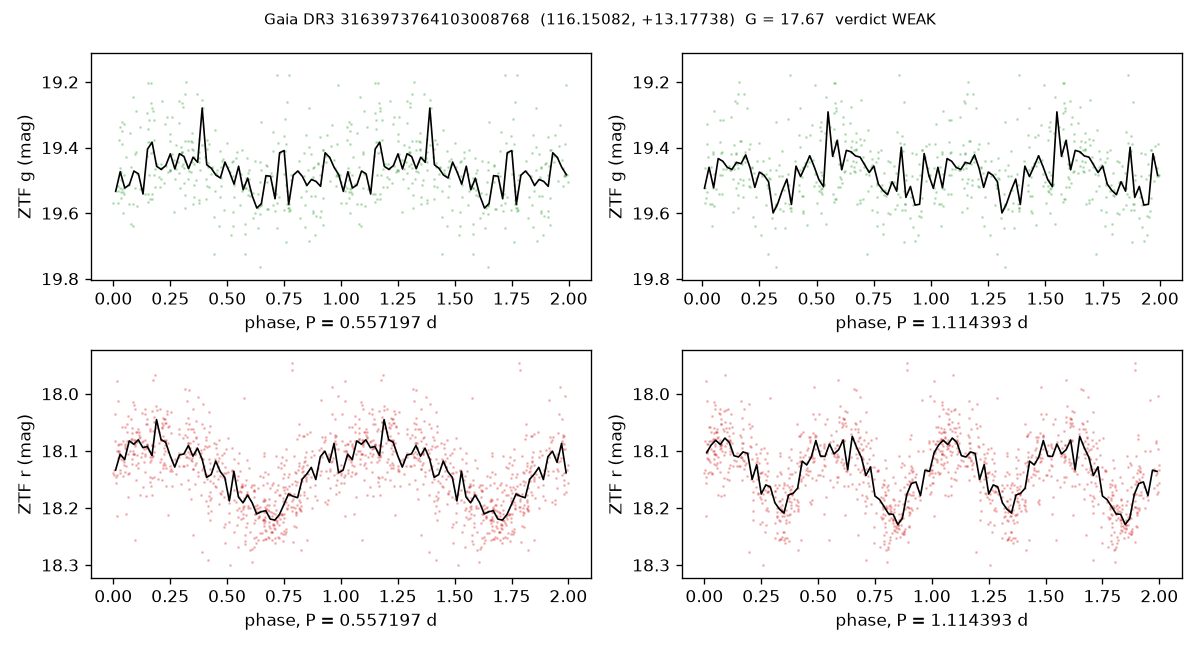 Gaia DR3 3163973764103008768  (116.15082, +13.17738)  G = 17.67  verdict WEAK
ZTF g (mag)
19.2
19.4
19.6
19.8
0.00 0.25 0.50 0.75 1.00 1.25 1.50 1.75 2.00
phase, P = 0.557197 d
ZTF g (mag)
19.2
19.4
19.6
19.8
0.00 0.25 0.50 0.75 1.00 1.25 1.50 1.75 2.00
phase, P = 1.114393 d
ZTF r (mag)
18.0
18.1
18.2
18.3
0.00 0.25 0.50 0.75 1.00 1.25 1.50 1.75 2.00
phase, P = 0.557197 d
ZTF r (mag)
18.0
18.1
18.2
18.3
0.00 0.25 0.50 0.75 1.00 1.25 1.50 1.75 2.00
phase, P = 1.114393 d